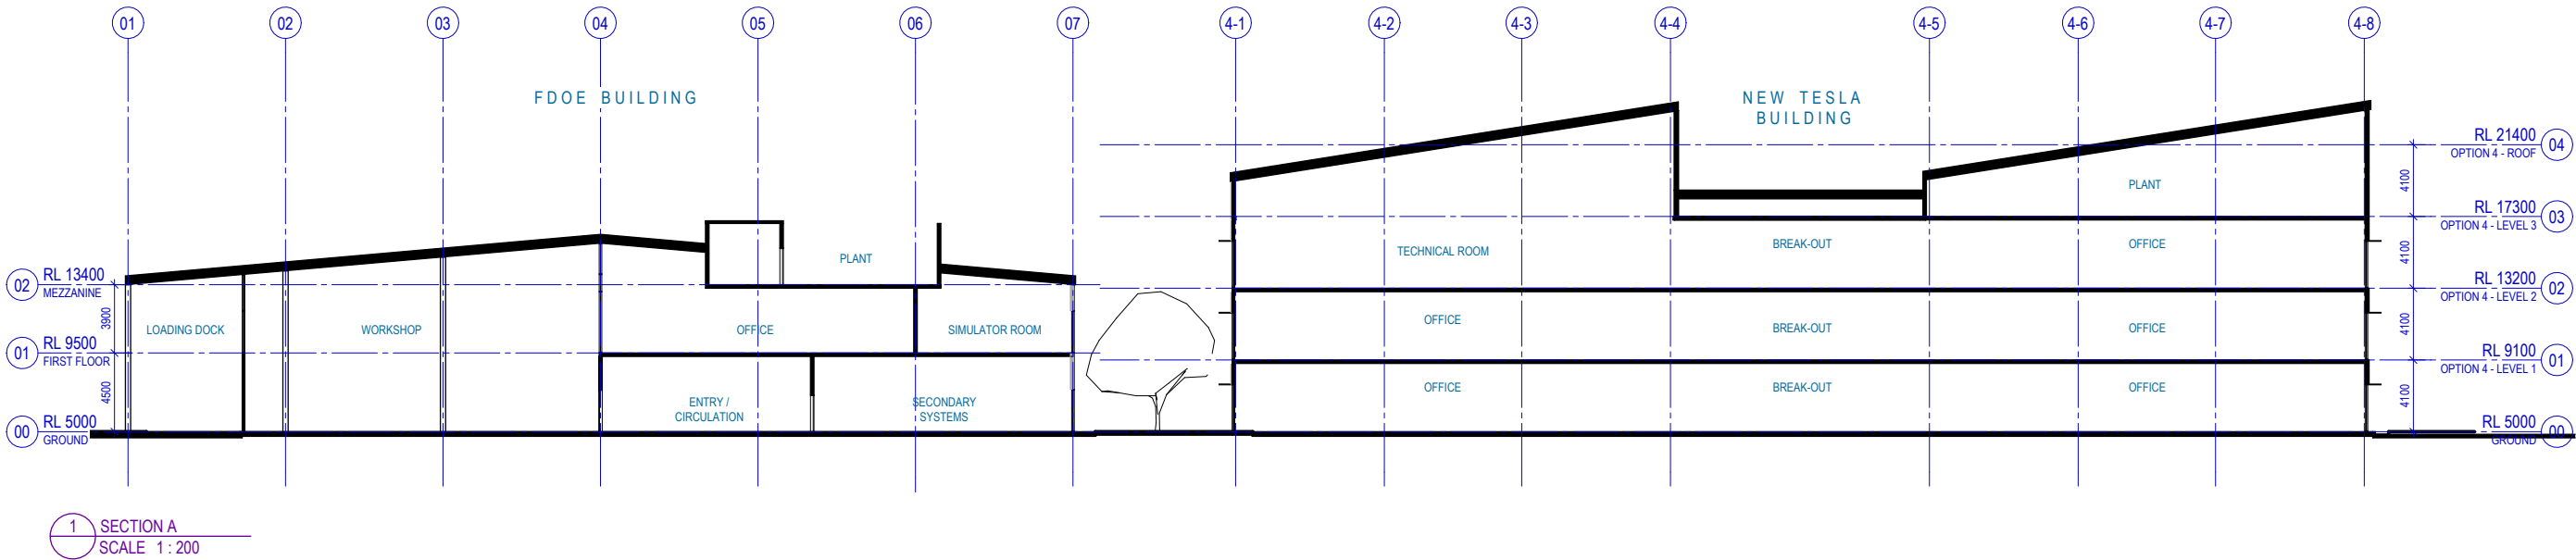 01 02 03 04 05 06 07 4-1 4-2 4-3 4-4 4-5 4-6 4-7 4-8
FDOE BUILDING
NEW TESLA
BUILDING
RL 21400
OPTION 4 - ROOF
04
4100
PLANT
RL 17300
OPTION 4 - LEVEL 3
03
4100
TECHNICAL ROOM
BREAK-OUT
OFFICE
PLANT
02
RL 13400
MEZZANINE
3900
RL 13200
OPTION 4 - LEVEL 2
02
4100
LOADING DOCK
WORKSHOP
OFFICE
SIMULATOR ROOM
OFFICE
BREAK-OUT
OFFICE
01
RL 9500
FIRST FLOOR
4500
RL 9100
OPTION 4 - LEVEL 1
01
4100
ENTRY /
CIRCULATION
SECONDARY
SYSTEMS
OFFICE
BREAK-OUT
OFFICE
00
RL 5000
GROUND
RL 5000
GROUND
00
1
SECTION A
SCALE 1 : 200